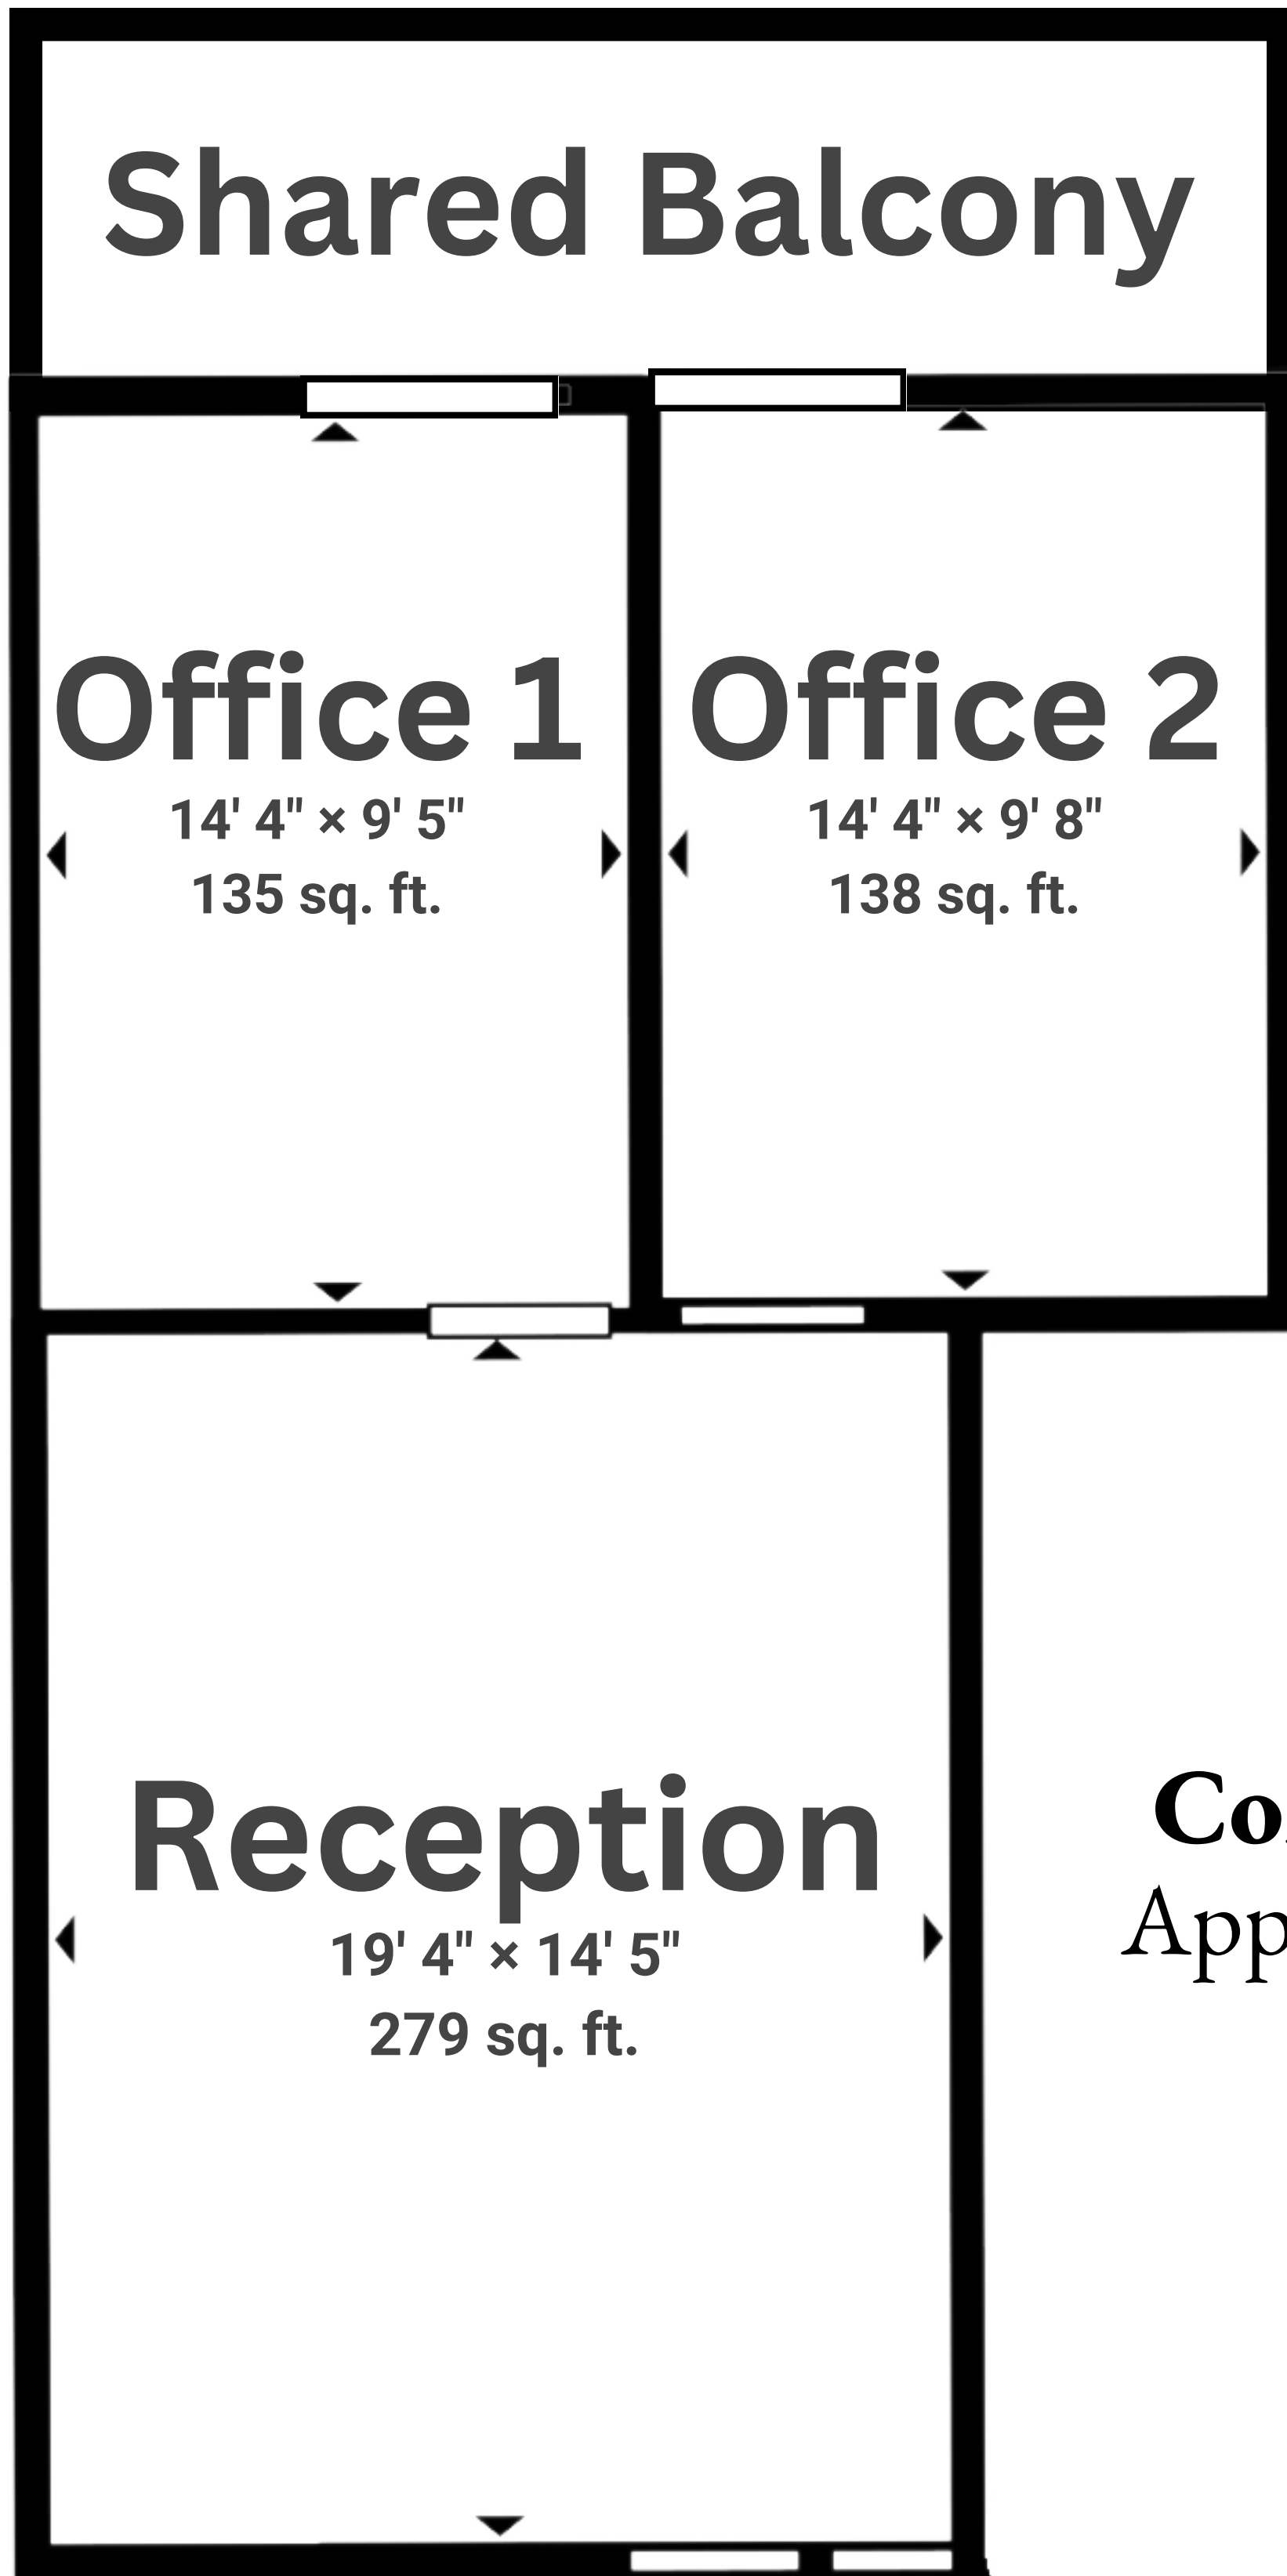 Shared Balcony
Office 1
14' 4" × 9' 5"
135 sq. ft.
Office 2
14' 4" × 9' 8"
138 sq. ft.
Reception
19' 4" × 14' 5"
279 sq. ft.